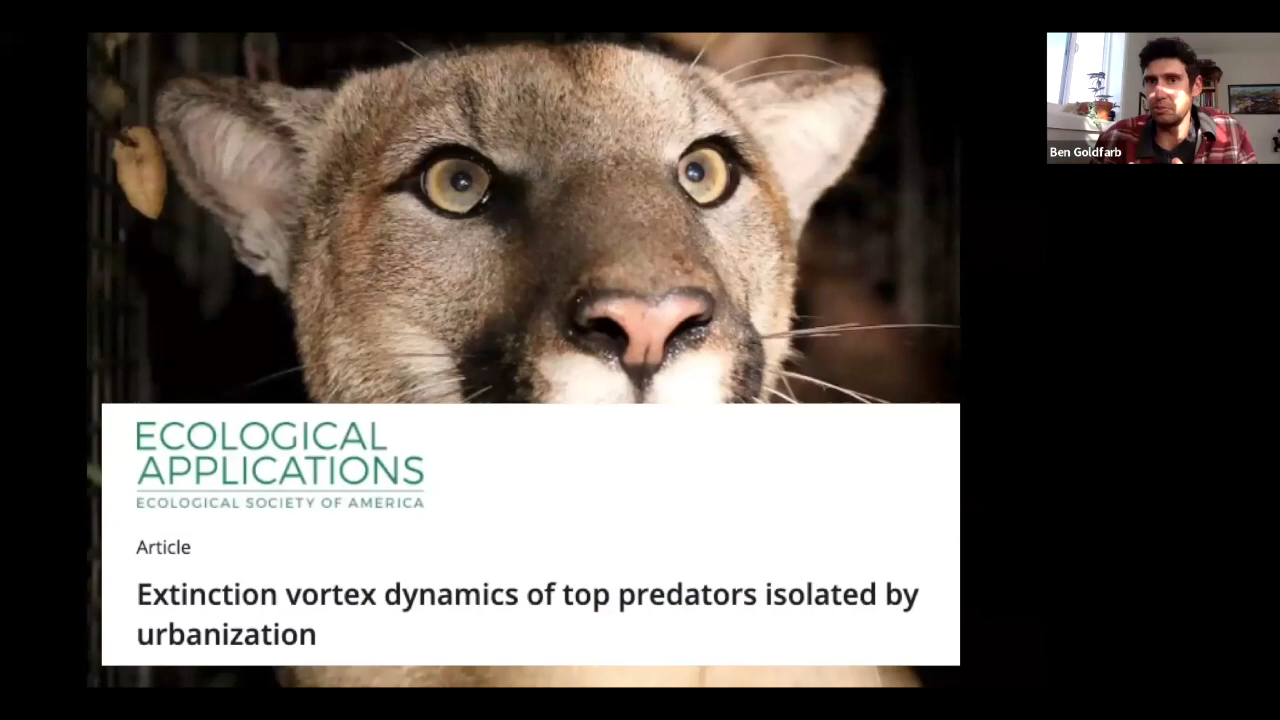 Ben Goldfarb
ECOLOGICAL
APPLICATIONS
ECOLOGICAL SOCIETY OF AMERICA
Article
Extinction vortex dynamics of top predators isolated by
urbanization